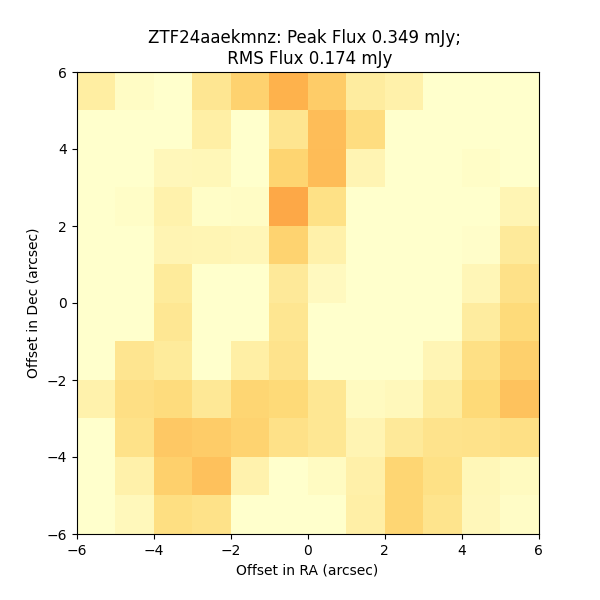 ZTF24aaekmnz: Peak Flux 0.349 mJy;
RMS Flux 0.174 mJy
6
4
2
0
−2
−4
−6
Offset in Dec (arcsec)
−6 −4 −2 0 2 4 6
Offset in RA (arcsec)